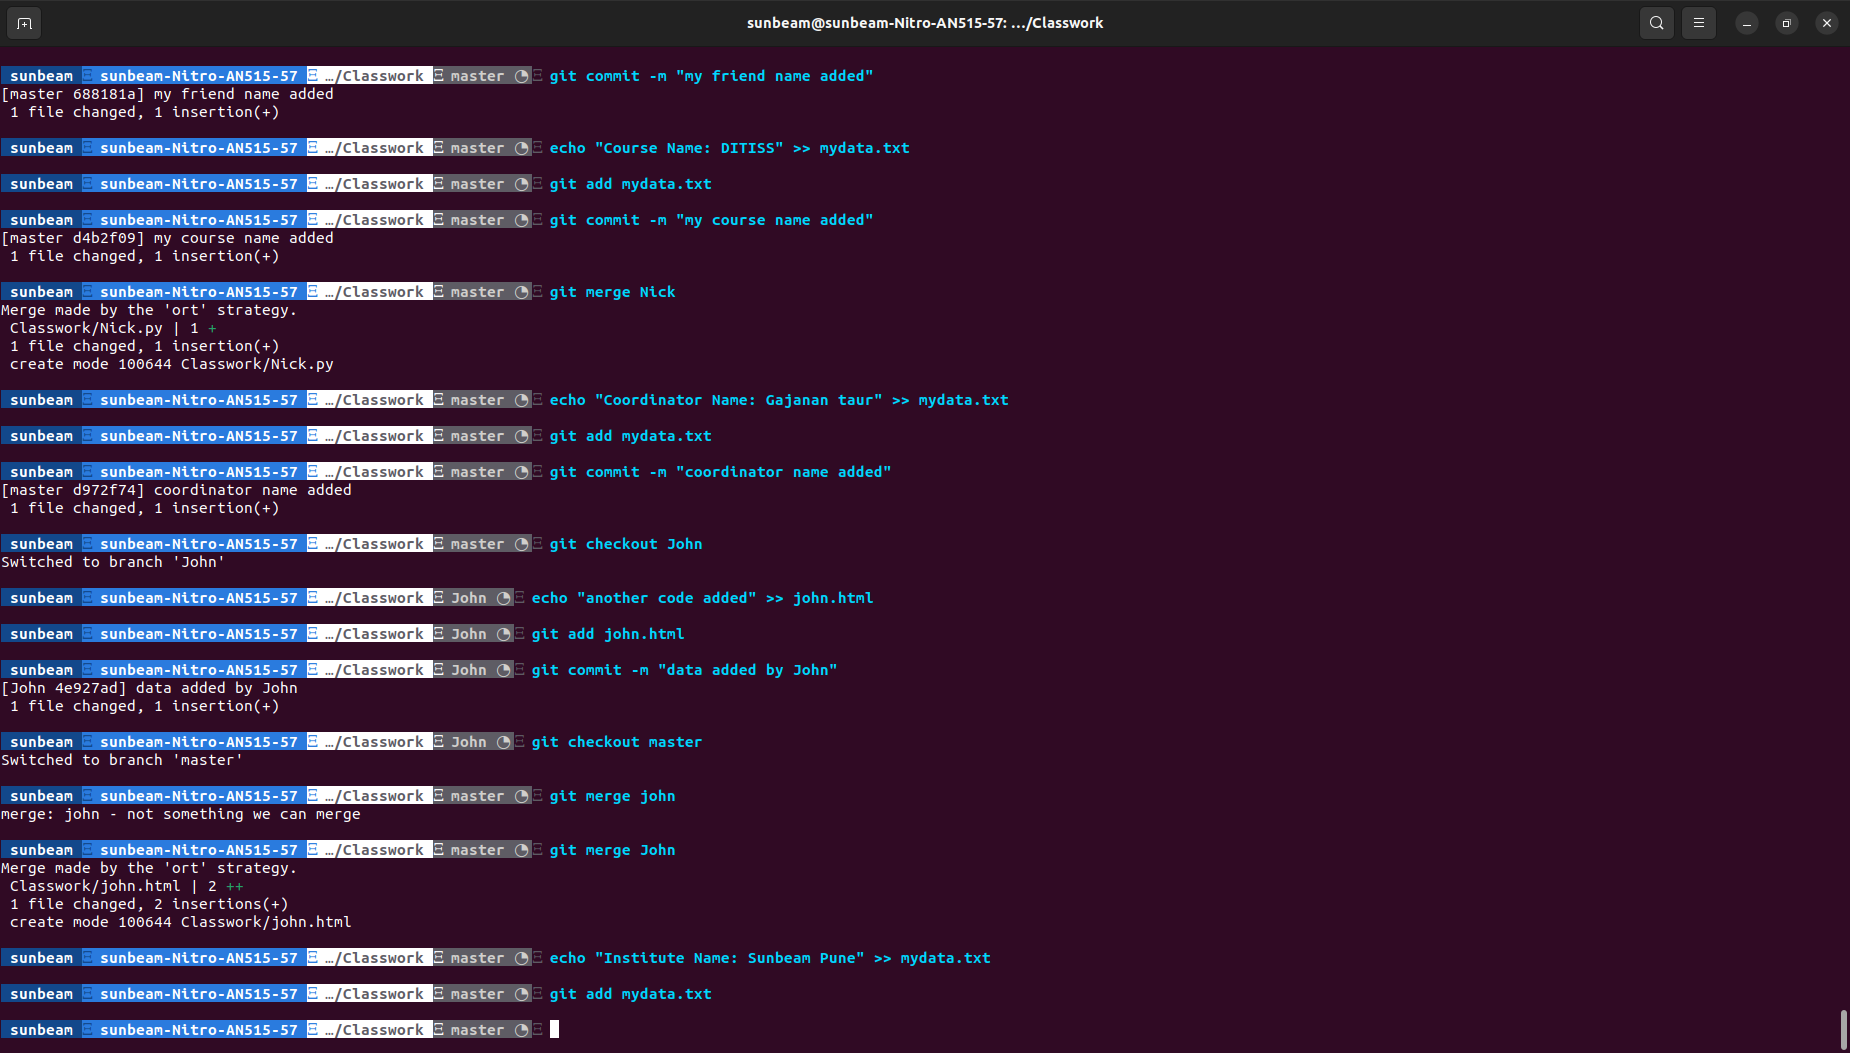 sunbeam@sunbeam-Nitro-AN515-57: …/Classwork
sunbeam sunbeam-Nitro-AN515-57 …/Classwork master git commit -m "my friend name added"
[master 688181a] my friend name added
1 file changed, 1 insertion(+)
sunbeam sunbeam-Nitro-AN515-57 …/Classwork master echo "Course Name: DITISS" >> mydata.txt
sunbeam sunbeam-Nitro-AN515-57 …/Classwork master git add mydata.txt
sunbeam sunbeam-Nitro-AN515-57 …/Classwork master git commit -m "my course name added"
[master d4b2f09] my course name added
1 file changed, 1 insertion(+)
sunbeam sunbeam-Nitro-AN515-57 …/Classwork master git merge Nick
Merge made by the 'ort' strategy.
Classwork/Nick.py | 1 +
1 file changed, 1 insertion(+)
create mode 100644 Classwork/Nick.py
sunbeam sunbeam-Nitro-AN515-57 …/Classwork master echo "Coordinator Name: Gajanan taur" >> mydata.txt
sunbeam sunbeam-Nitro-AN515-57 …/Classwork master git add mydata.txt
sunbeam sunbeam-Nitro-AN515-57 …/Classwork master git commit -m "coordinator name added"
[master d972f74] coordinator name added
1 file changed, 1 insertion(+)
sunbeam sunbeam-Nitro-AN515-57 …/Classwork master git checkout John
Switched to branch 'John'
sunbeam sunbeam-Nitro-AN515-57 …/Classwork John echo "another code added" >> john.html
sunbeam sunbeam-Nitro-AN515-57 …/Classwork John git add john.html
sunbeam sunbeam-Nitro-AN515-57 …/Classwork John git commit -m "data added by John"
[John 4e927ad] data added by John
1 file changed, 1 insertion(+)
sunbeam sunbeam-Nitro-AN515-57 …/Classwork John git checkout master
Switched to branch 'master'
sunbeam sunbeam-Nitro-AN515-57 …/Classwork master git merge john
merge: john - not something we can merge
sunbeam sunbeam-Nitro-AN515-57 …/Classwork master git merge John
Merge made by the 'ort' strategy.
Classwork/john.html | 2 ++
1 file changed, 2 insertions(+)
create mode 100644 Classwork/john.html
sunbeam sunbeam-Nitro-AN515-57 …/Classwork master echo "Institute Name: Sunbeam Pune" >> mydata.txt
sunbeam sunbeam-Nitro-AN515-57 …/Classwork master git add mydata.txt
sunbeam sunbeam-Nitro-AN515-57 …/Classwork master